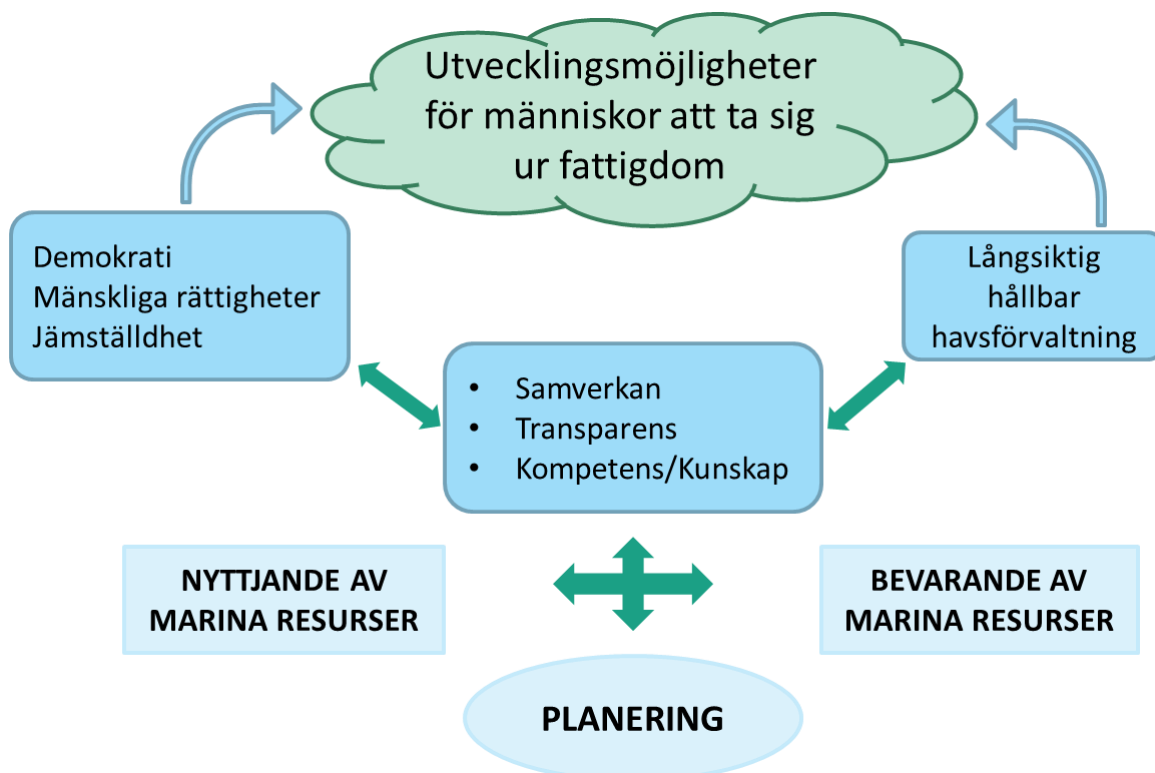 Utvecklingsmöjligheter
för människor att ta sig
ur fattigdom
Demokrati
Mänskliga rättigheter
Jämställdhet
Långsiktig
hållbar
havsförvaltning
• Samverkan
• Transparens
• Kompetens/Kunskap
NYTTJANDE AV
MARINA RESURSER
BEVARANDE AV
MARINA RESURSER
PLANERING